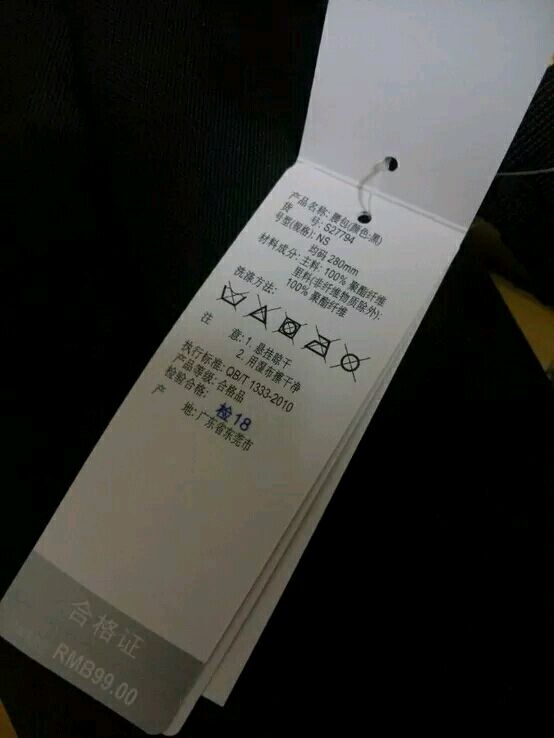 产品名称: 腰包(颜色:黑)
货 号: S27794
号型(规格): NS
均码 280mm
材料成分: 主料: 100% 聚酯纤维
里料(非纤维物质除外):
100% 聚酯纤维
洗涤方法:
注 意: 1. 悬挂晾干
2. 用湿布擦干净
执行标准: QB/T 1333-2010
产品等级: 合格品
检验合格: 检18
产 地: 广东省东莞市
合格证
RMB99.00